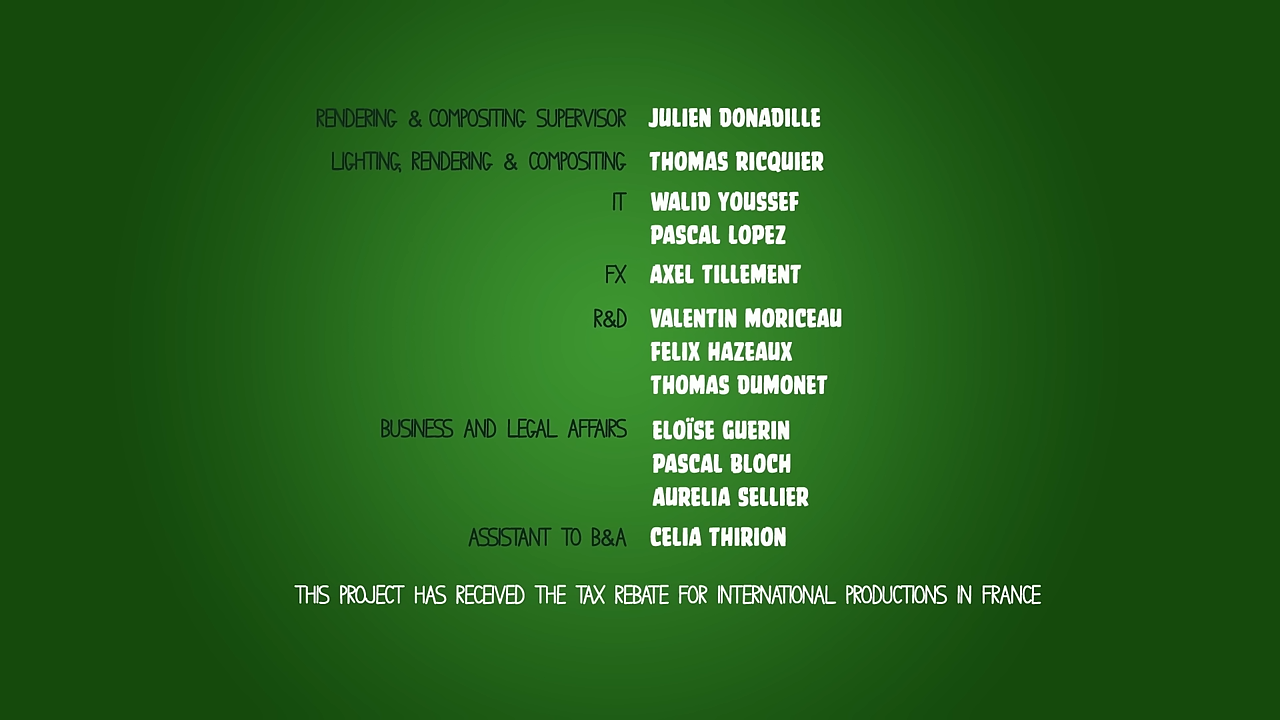 RENDERING & COMPOSITING SUPERVISOR JULIEN DONADILLE
LIGHTING, RENDERING & COMPOSITING THOMAS RICQUIER
IT WALID YOUSSEF
PASCAL LOPEZ
FX AXEL TILLEMENT
R&D VALENTIN MORICEAU
FELIX HAZEAUX
THOMAS DUMONET
BUSINESS AND LEGAL AFFAIRS ELOÏSE GUERIN
PASCAL BLOCH
AURELIA SELLIER
ASSISTANT TO B&A CELIA THIRION
THIS PROJECT HAS RECEIVED THE TAX REBATE FOR INTERNATIONAL PRODUCTIONS IN FRANCE